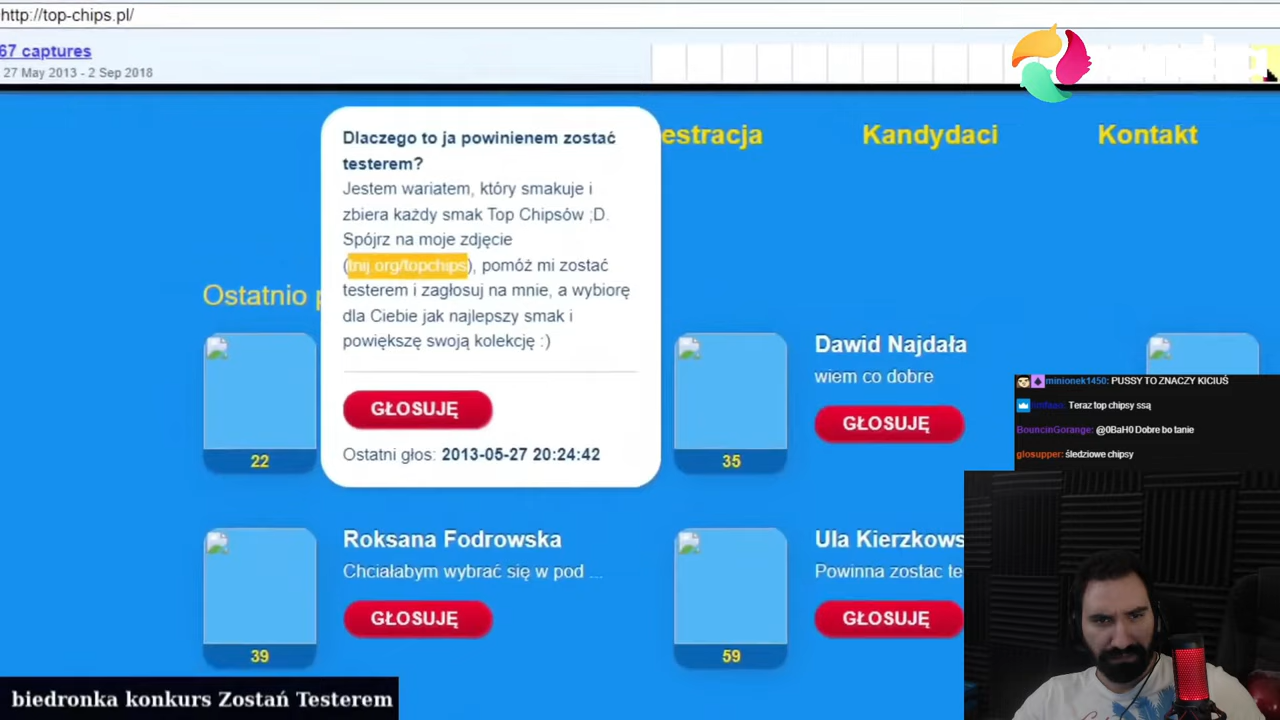 http://top-chips.pl/
67 captures
27 May 2013 - 2 Sep 2018
estracja
Kandydaci
Kontakt
Dlaczego to ja powinienem zostać
testerem?
Jestem wariatem, który smakuje i
zbiera każdy smak Top Chipsów ;D.
Spójrz na moje zdjęcie
(tnij.org/topchips), pomóż mi zostać
testerem i zagłosuj na mnie, a wybiorę
dla Ciebie jak najlepszy smak i
powiększę swoją kolekcję :)
GŁOSUJĘ
Ostatni głos: 2013-05-27 20:24:42
Ostatnio
22
Dawid Najdała
wiem co dobre
GŁOSUJĘ
35
Roksana Fodrowska
Chciałabym wybrać się w pod ...
GŁOSUJĘ
39
Ula Kierzkows
Powinna zostac te
GŁOSUJĘ
59
minionek1450: PUSSY TO ZNACZY KICIUŚ
Teraz top chipsy ssą
BouncinGorange: @0BaH0 Dobre bo tanie
glosupper: śledziowe chipsy
biedronka konkurs Zostań Testerem